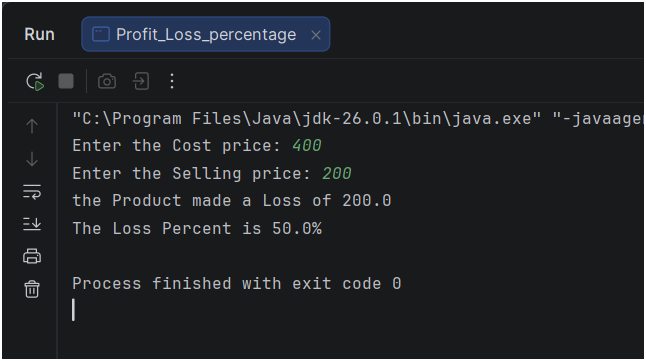 Run Profit_Loss_percentage
"C:\Program Files\Java\jdk-26.0.1\bin\java.exe" "-javaagen
Enter the Cost price: 400
Enter the Selling price: 200
the Product made a Loss of 200.0
The Loss Percent is 50.0%
Process finished with exit code 0